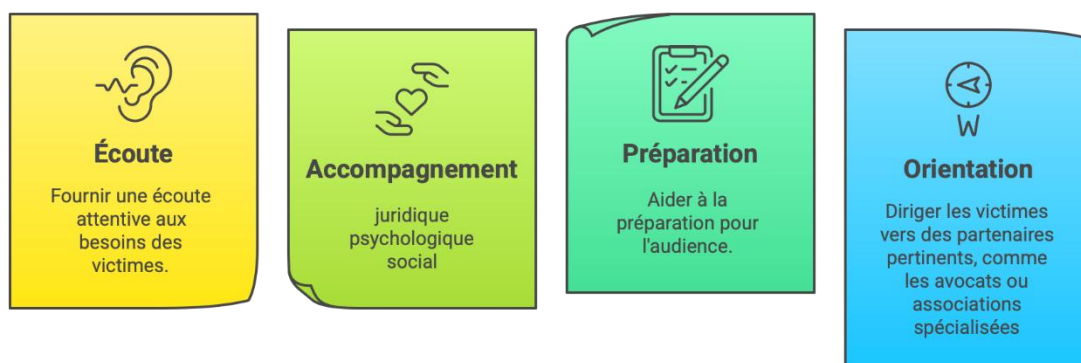 Écoute
Fournir une écoute
attentive aux
besoins des
victimes.
Accompagnement
juridique
psychologique
social
Préparation
Aider à la
préparation pour
l'audience.
W
Orientation
Diriger les victimes
vers des partenaires
pertinents, comme
les avocats ou
associations
spécialisées